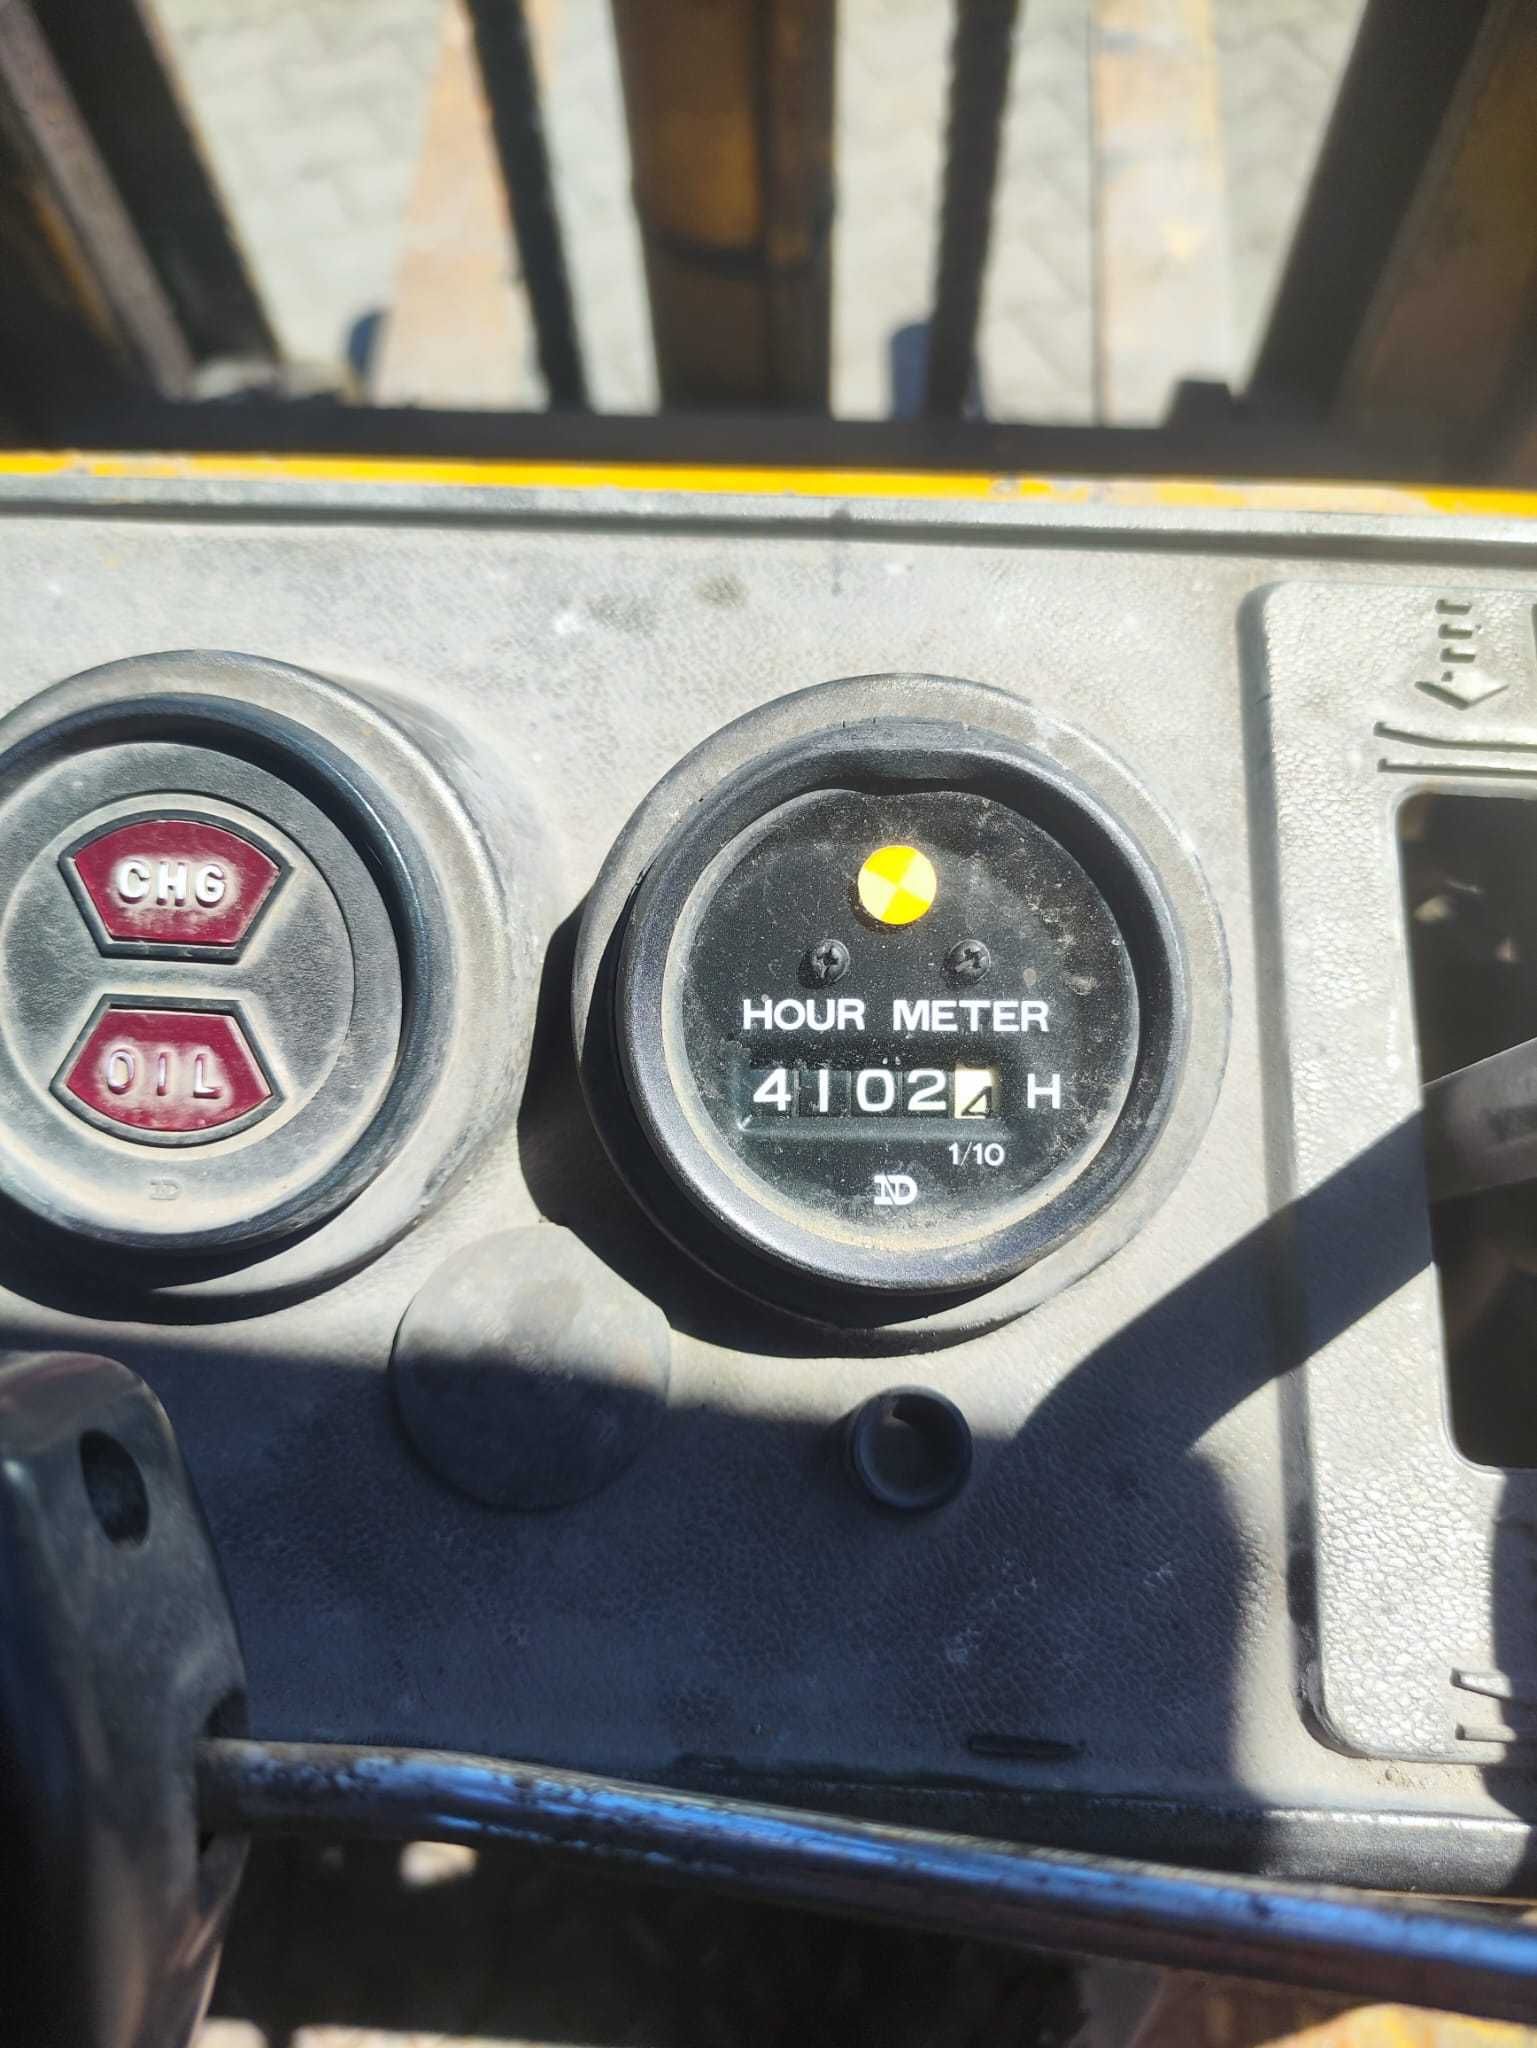 CHG
OIL
HOUR METER
41024 H
1/10
ND